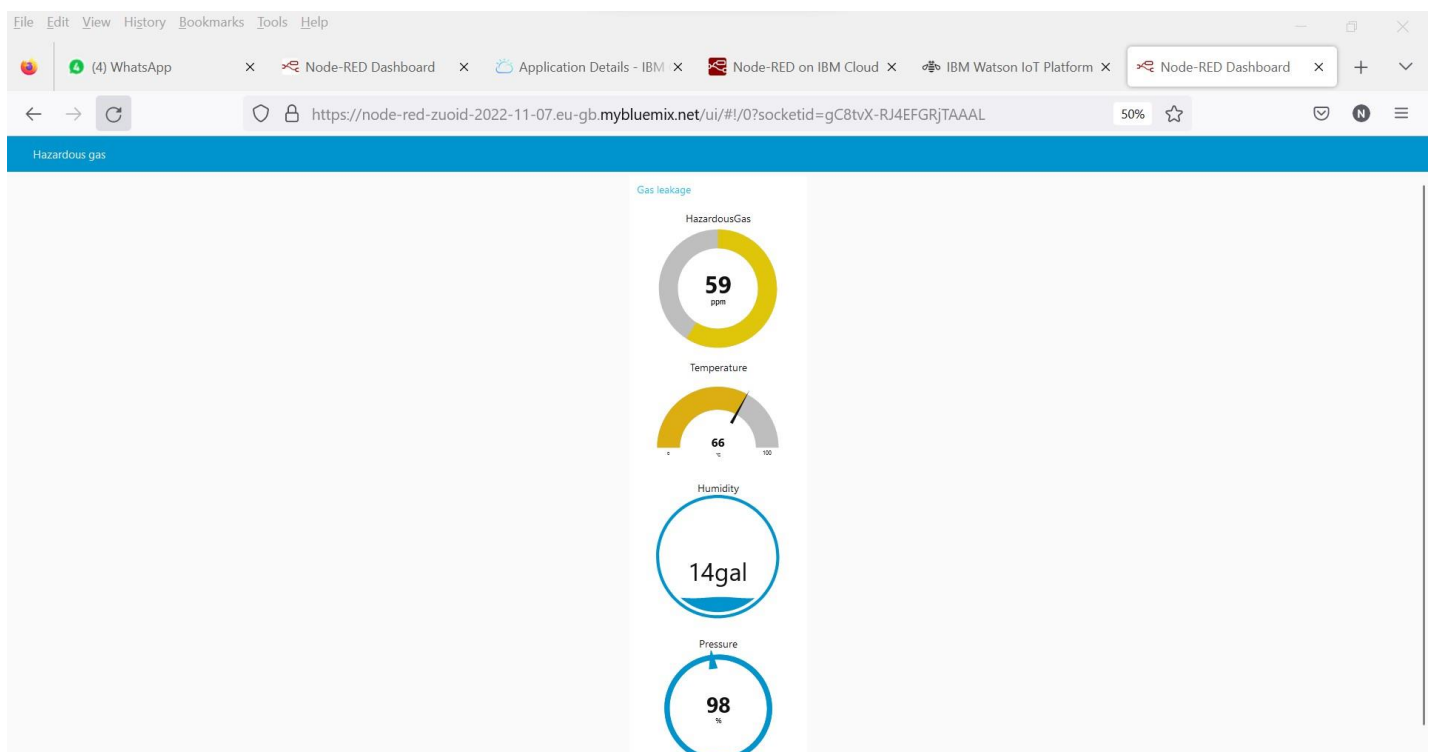 File Edit View History Bookmarks Tools Help
(4) WhatsApp Node-RED Dashboard Application Details - IBM Node-RED on IBM Cloud IBM Watson IoT Platform Node-RED Dashboard
https://node-red-zuoid-2022-11-07.eu-gb.mybluemix.net/ui/#!/0?socketid=gC8tvX-RJ4EFGRjTAAAL 50% N
Hazardous gas
Gas leakage
HazardousGas
59
ppm
Temperature
66
0 °C 100
Humidity
14gal
Pressure
98
%